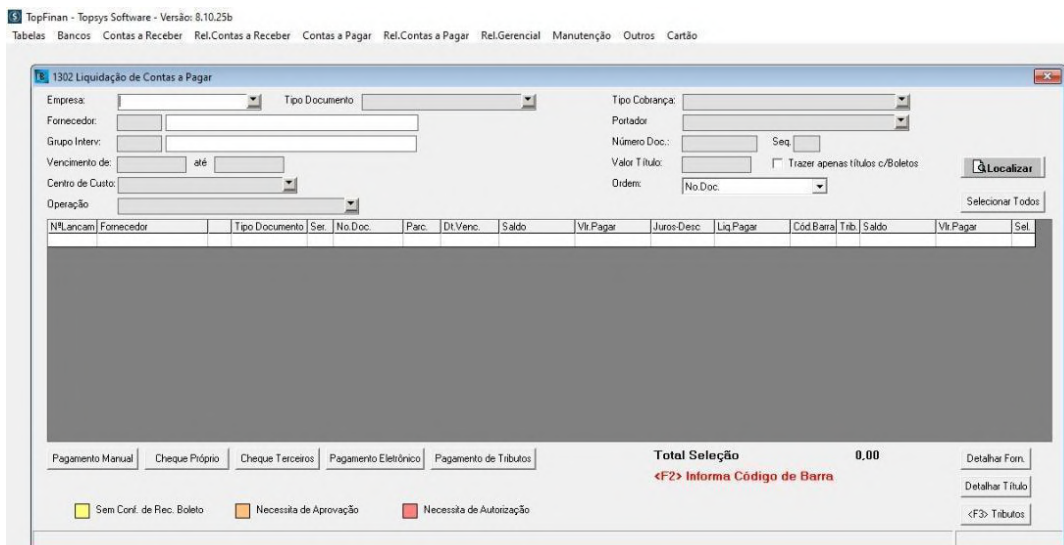 TopFinan - Topsys Software - Versão: 8.10.25b
Tabelas Bancos Contas a Receber Rel.Contas a Receber Contas a Pagar Rel.Contas a Pagar Rel.Gerencial Manutenção Outros Cartão
1302 Liquidação de Contas a Pagar
Empresa: Tipo Documento Tipo Cobrança:
Fornecedor: Portador
Grupo Interv: Número Doc.: Seq.
Vencimento de: até Valor Título: Trazer apenas títulos c/Boletos Localizar
Centro de Custo: Ordem: No.Doc.
Operação Selecionar Todos
NªLancam Fornecedor Tipo Documento Ser. No.Doc. Parc. Dt.Venc. Saldo Vlr.Pagar Juros-Desc Liq.Pagar Cód.Barra Trib. Saldo Vlr.Pagar Sel.
Pagamento Manual Cheque Próprio Cheque Terceiros Pagamento Eletrônico Pagamento de Tributos Total Seleção 0,00 Detalhar Forn.
<F2> Informa Código de Barra
Detalhar Título
Sem Conf. de Rec. Boleto Necessita de Aprovação Necessita de Autorização <F3> Tributos